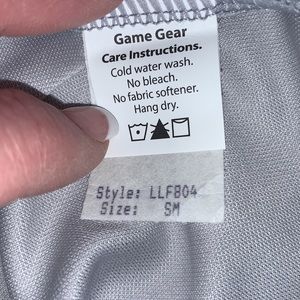 Game Gear
Care Instructions.
Cold water wash.
No bleach.
No fabric softener.
Hang dry.
Style: LLF804
Size: SM